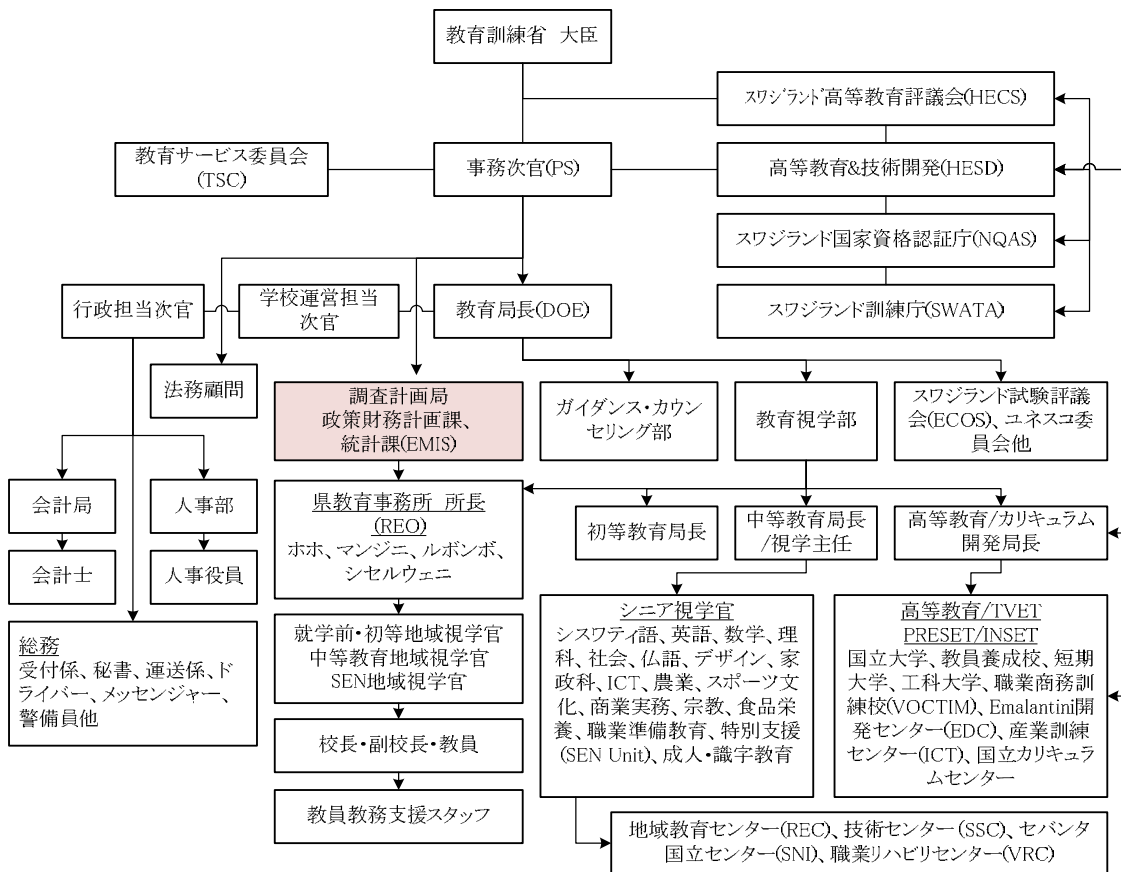 教育訓練省 大臣
スワジランド高等教育評議会(HECS)
教育サービス委員会
(TSC)
事務次官(PS)
高等教育&技術開発(HESD)
スワジランド国家資格認証庁(NQAS)
行政担当次官
学校運営担当
次官
教育局長(DOE)
スワジランド訓練庁(SWATA)
法務顧問
調査計画局
政策財務計画課、
統計課(EMIS)
ガイダンス・カウン
セリング部
教育視学部
スワジランド試験評議
会(ECOS)、ユネスコ委
員会他
会計局
人事部
県教育事務所 所長
(REO)
ホホ、マンジニ、ルボンボ、
シセルウェニ
初等教育局長
中等教育局長
/視学主任
高等教育/カリキュラム
開発局長
会計士
人事役員
総務
受付係、秘書、運送係、ド
ライバー、メッセンジャー、
警備員他
就学前・初等地域視学官
中等教育地域視学官
SEN地域視学官
シニア視学官
シスワティ語、英語、数学、理
科、社会、仏語、デザイン、家
政科、ICT、農業、スポーツ文
化、商業実務、宗教、食品栄
養、職業準備教育、特別支援
(SEN Unit)、成人・識字教育
高等教育/TVET
PRESET/INSET
国立大学、教員養成校、短期
大学、工科大学、職業商務訓
練校(VOCTIM)、Emalantini開
発センター(EDC)、産業訓練
センター(ICT)、国立カリキュ
ラムセンター
校長・副校長・教員
教員教務支援スタッフ
地域教育センター(REC)、技術センター(SSC)、セバンタ
国立センター(SNI)、職業リハビリセンター(VRC)